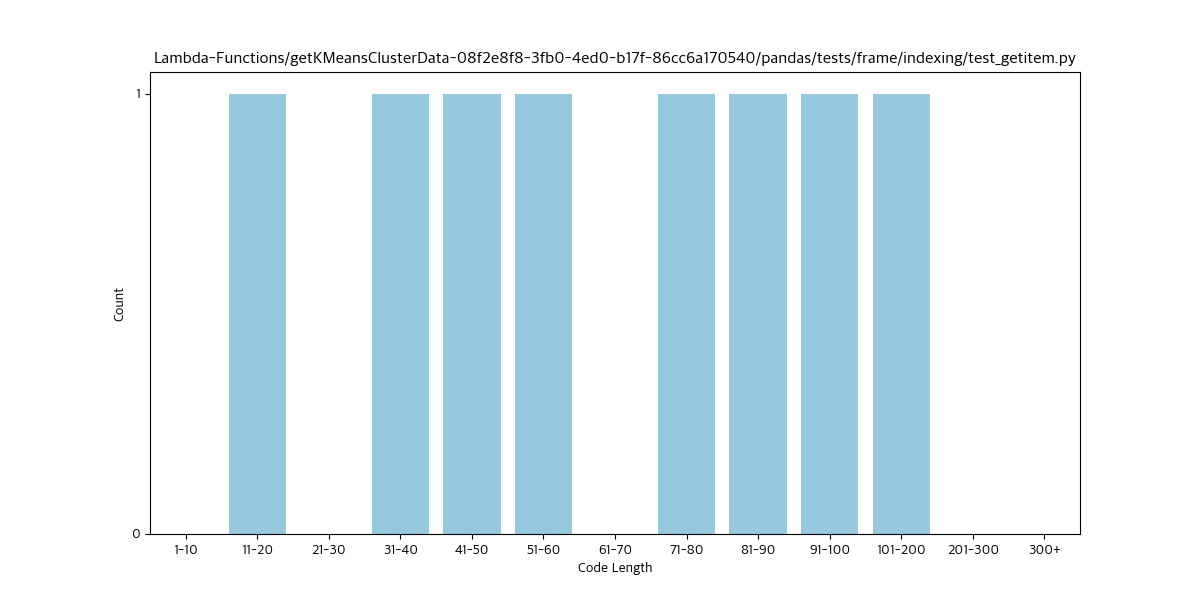 Lambda-Functions/getKMeansClusterData-08f2e8f8-3fb0-4ed0-b17f-86cc6a170540/pandas/tests/frame/indexing/test_getitem.py
1
Count
0
1-10 11-20 21-30 31-40 41-50 51-60 61-70 71-80 81-90 91-100 101-200 201-300 300+
Code Length